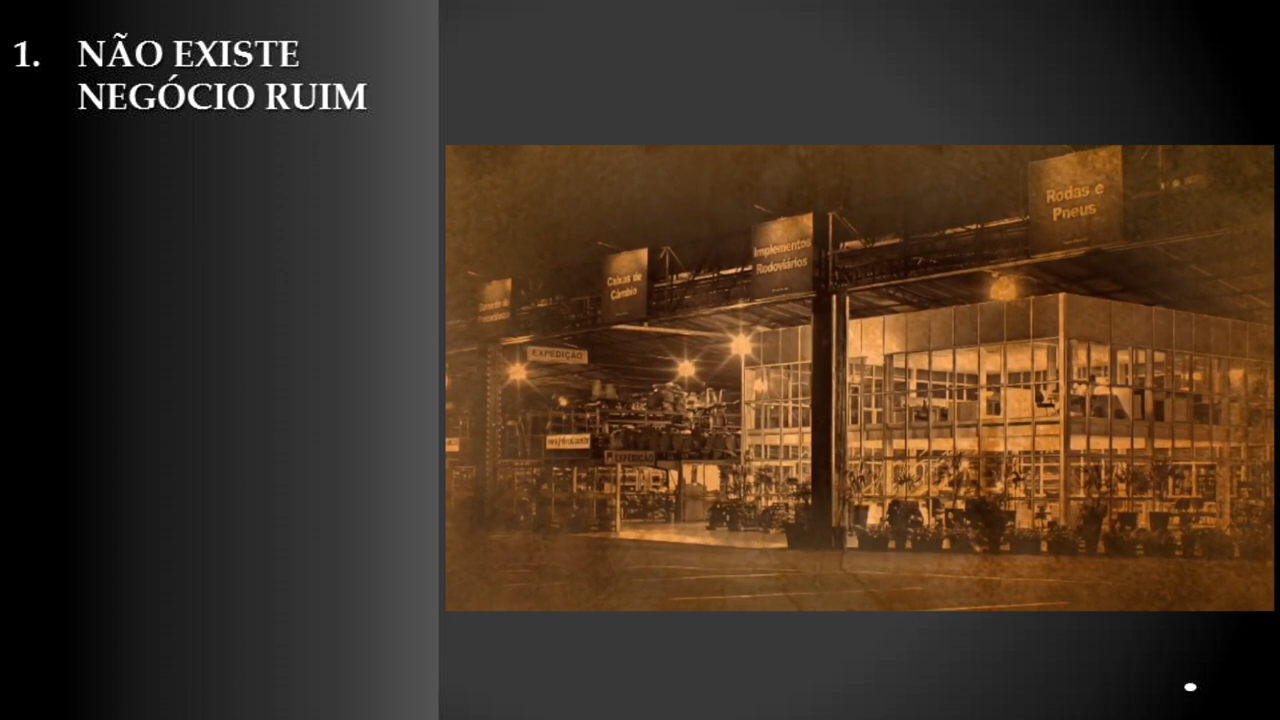 1. NÃO EXISTE
NEGÓCIO RUIM
Rodas e
Pneus
Implementos
Rodoviários
Caixas de
Câmbio
EXPEDIÇÃO
EXPEDIÇÃO